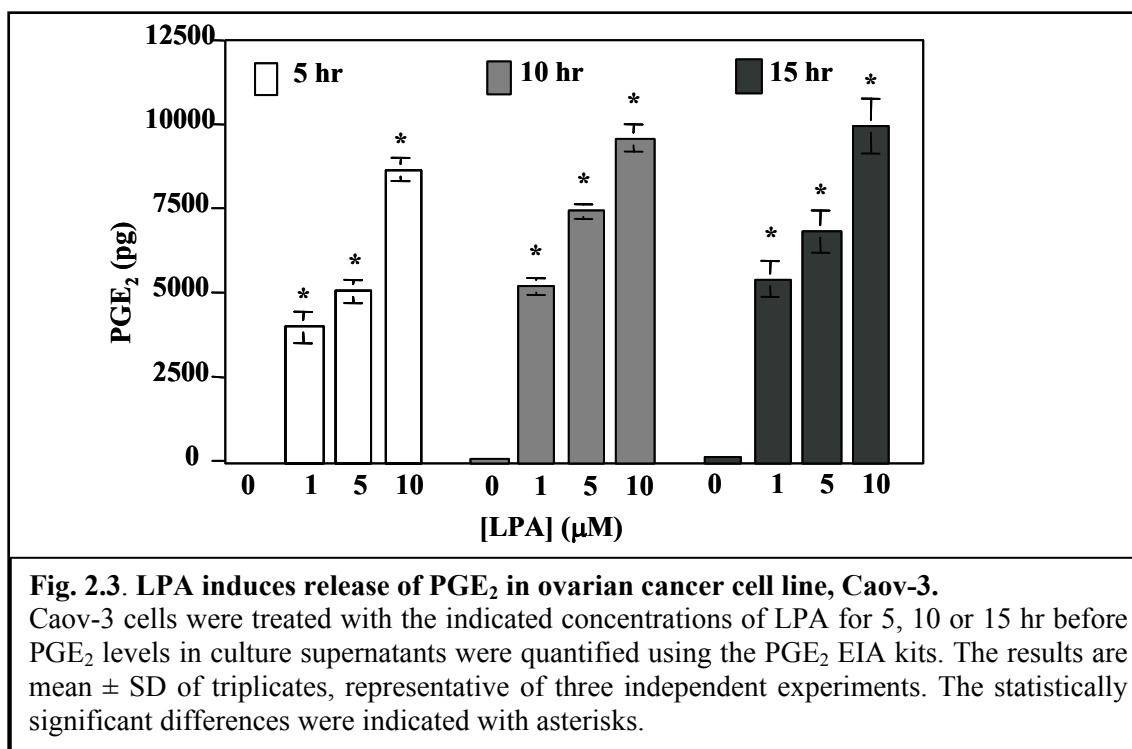 12500
5 hr 10 hr 15 hr
* * *
10000
* *
7500
* * * *
5000
2500
0
PGE₂ (pg)
0 1 5 10 0 1 5 10 0 1 5 10
[LPA] (μM)
Fig. 2.3. LPA induces release of PGE₂ in ovarian cancer cell line, Caov-3.
Caov-3 cells were treated with the indicated concentrations of LPA for 5, 10 or 15 hr before
PGE₂ levels in culture supernatants were quantified using the PGE₂ EIA kits. The results are
mean ± SD of triplicates, representative of three independent experiments. The statistically
significant differences were indicated with asterisks.